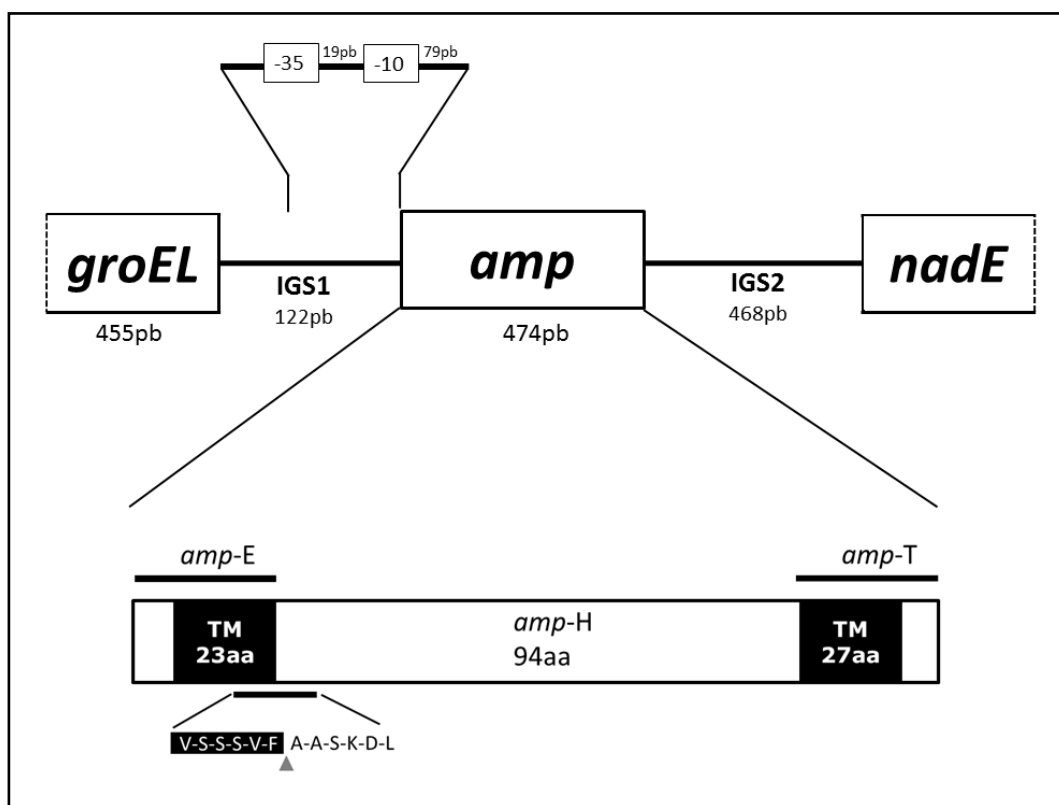 -35 19pb -10 79pb
groEL amp nadE
IGS1 IGS2
122pb 468pb
455pb 474pb
amp-E amp-T
TM amp-H TM
23aa 94aa 27aa
V-S-S-S-V-F A-A-S-K-D-L